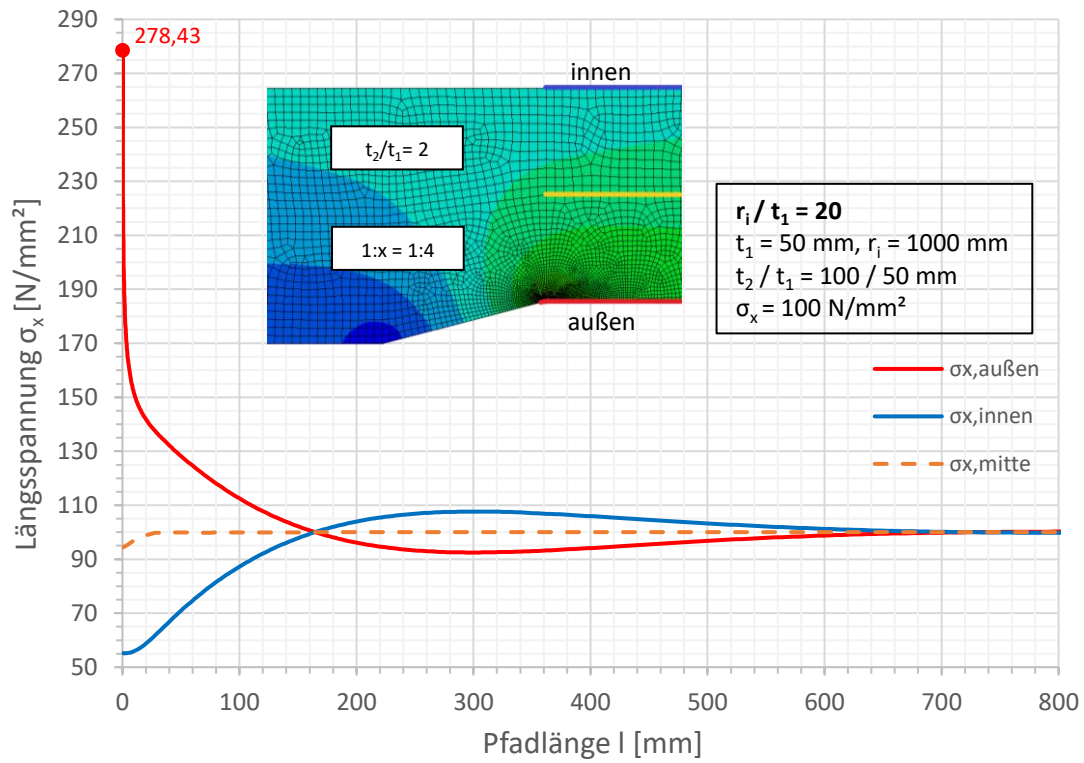 290
270
250
230
210
190
170
150
130
110
90
70
50
Längsspannung σₓ [N/mm²]
278,43
innen
t₂/t₁= 2
1:x = 1:4
außen
rᵢ / t₁ = 20
t₁ = 50 mm, rᵢ = 1000 mm
t₂ / t₁ = 100 / 50 mm
σₓ = 100 N/mm²
σx,außen
σx,innen
σx,mitte
0 100 200 300 400 500 600 700 800
Pfadlänge l [mm]